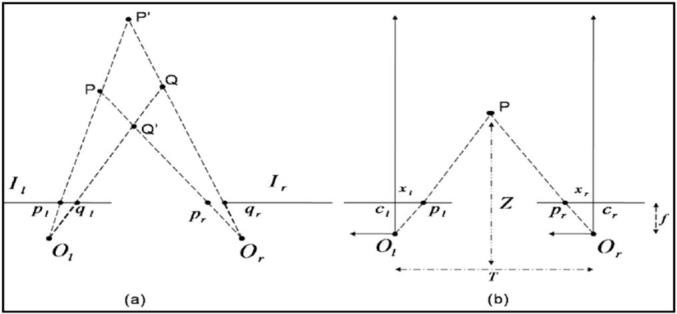 P'
P
Q
Q'
I_l
I_r
p_l
q_l
p_r
q_r
O_l
O_r
(a)
P
x_l
x_r
c_l
p_l
Z
p_r
c_r
f
O_l
O_r
T
(b)